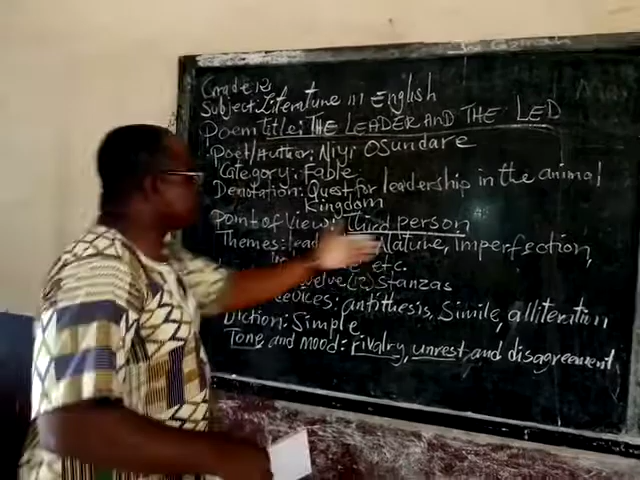 Grade 12
Subject: Literature in English
Poem Title: THE LEADER AND THE LED
Poet/Author: Niyi OSundare
Category: Fable
Denotation: Quest for leadership in the animal
Kingdom
Point of View: Third person
Themes: Nature, Imperfection,
etc.
Twelve (12) Stanzas
Devices: antithesis, Simile, alliteration
Diction: Simple
Tone and mood: rivalry, unrest and disagreement